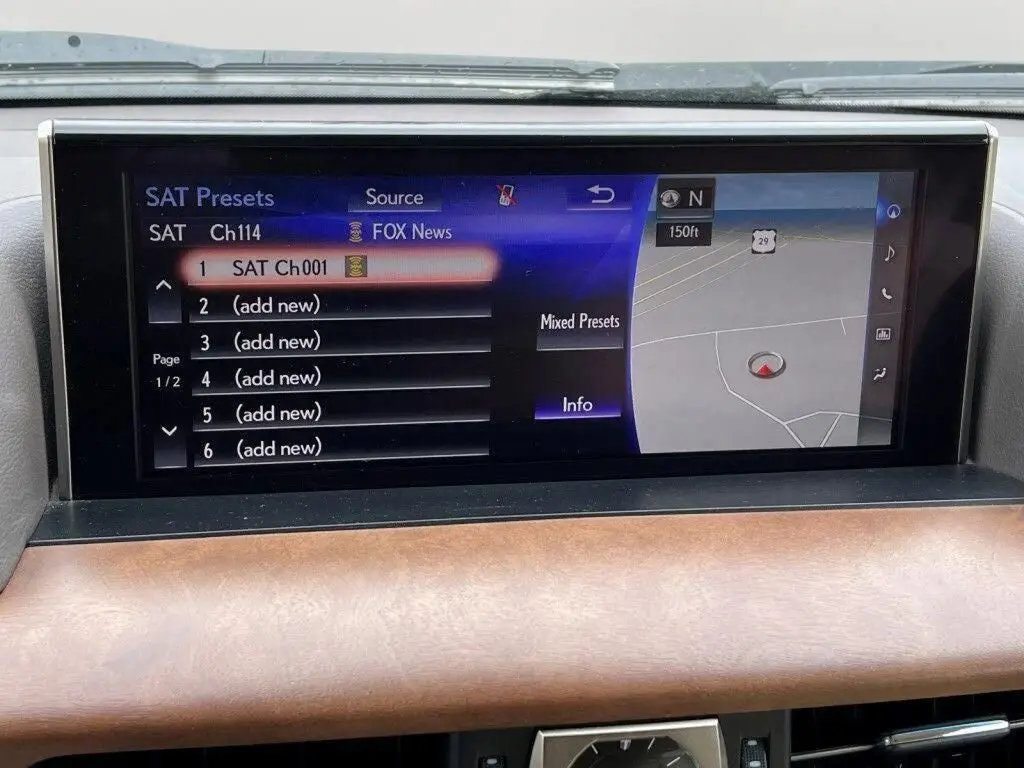 SAT Presets
Source
SAT Ch114
FOX News
1 SAT Ch001
2 (add new)
3 (add new)
4 (add new)
5 (add new)
6 (add new)
Page
1/2
Mixed Presets
Info
N
150ft
29